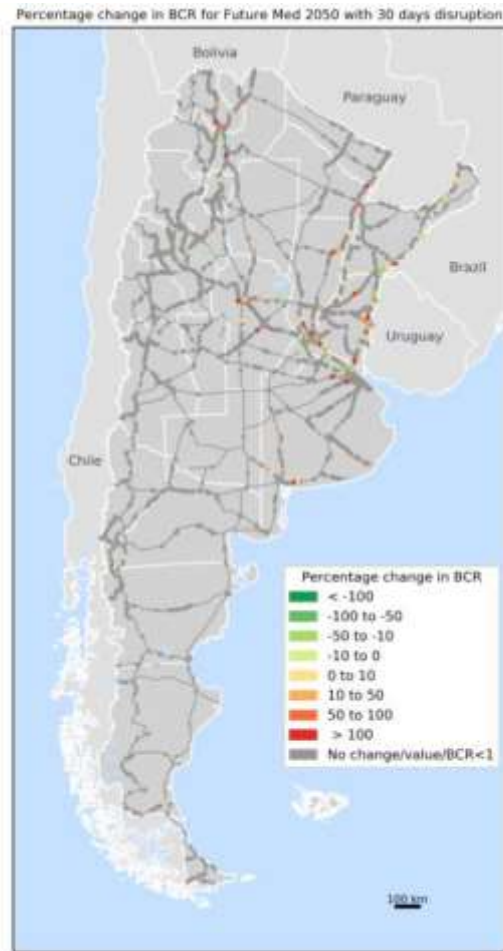 Percentage change in BCR for Future Med 2050 with 30 days disruption
Bolivia
Paraguay
Brazil
Uruguay
Chile
Percentage change in BCR
< -100
-100 to -50
-50 to -10
-10 to 0
0 to 10
10 to 50
50 to 100
> 100
No change/value/BCR<1
100 km